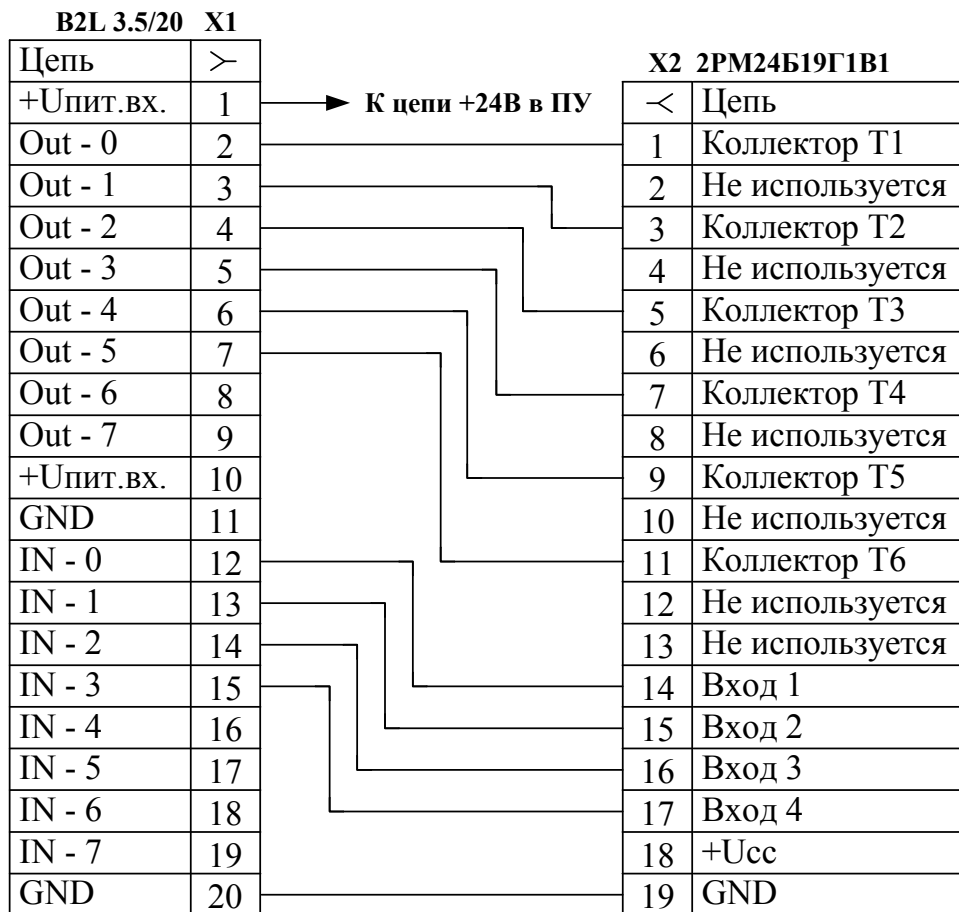 B2L 3.5/20 X1
Цепь
+Uпит.вх. 1
Out - 0 2
Out - 1 3
Out - 2 4
Out - 3 5
Out - 4 6
Out - 5 7
Out - 6 8
Out - 7 9
+Uпит.вх. 10
GND 11
IN - 0 12
IN - 1 13
IN - 2 14
IN - 3 15
IN - 4 16
IN - 5 17
IN - 6 18
IN - 7 19
GND 20
К цепи +24В в ПУ
X2 2РМ24Б19Г1В1
Цепь
1 Коллектор Т1
2 Не используется
3 Коллектор Т2
4 Не используется
5 Коллектор Т3
6 Не используется
7 Коллектор Т4
8 Не используется
9 Коллектор Т5
10 Не используется
11 Коллектор Т6
12 Не используется
13 Не используется
14 Вход 1
15 Вход 2
16 Вход 3
17 Вход 4
18 +Ucc
19 GND